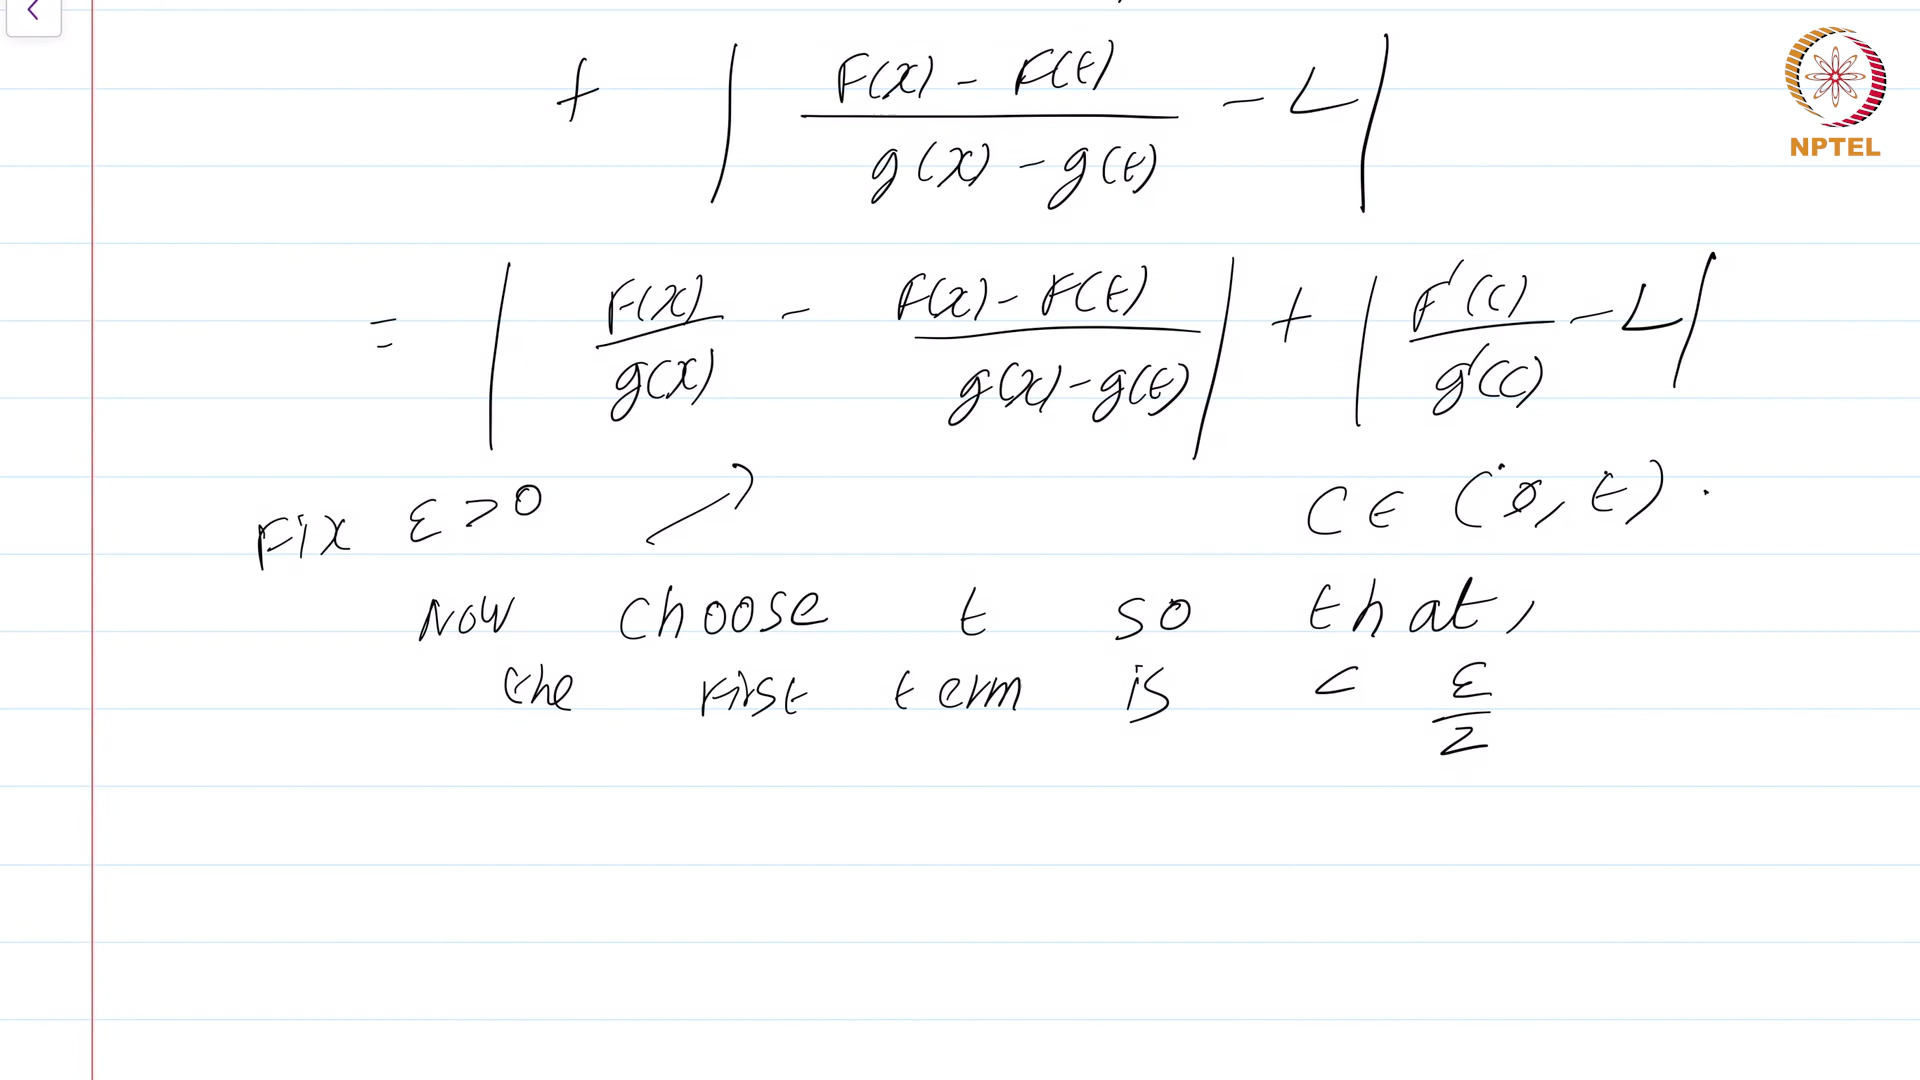 + | F(x) - F(t) / g(x) - g(t) - L |
NPTEL
= | F(x) / g(x) - F(x) - F(t) / g(x) - g(t) | + | F'(c) / g'(c) - L |
Fix ε > 0 c ∈ (x, t).
Now choose t so that,
the first term is < ε/2